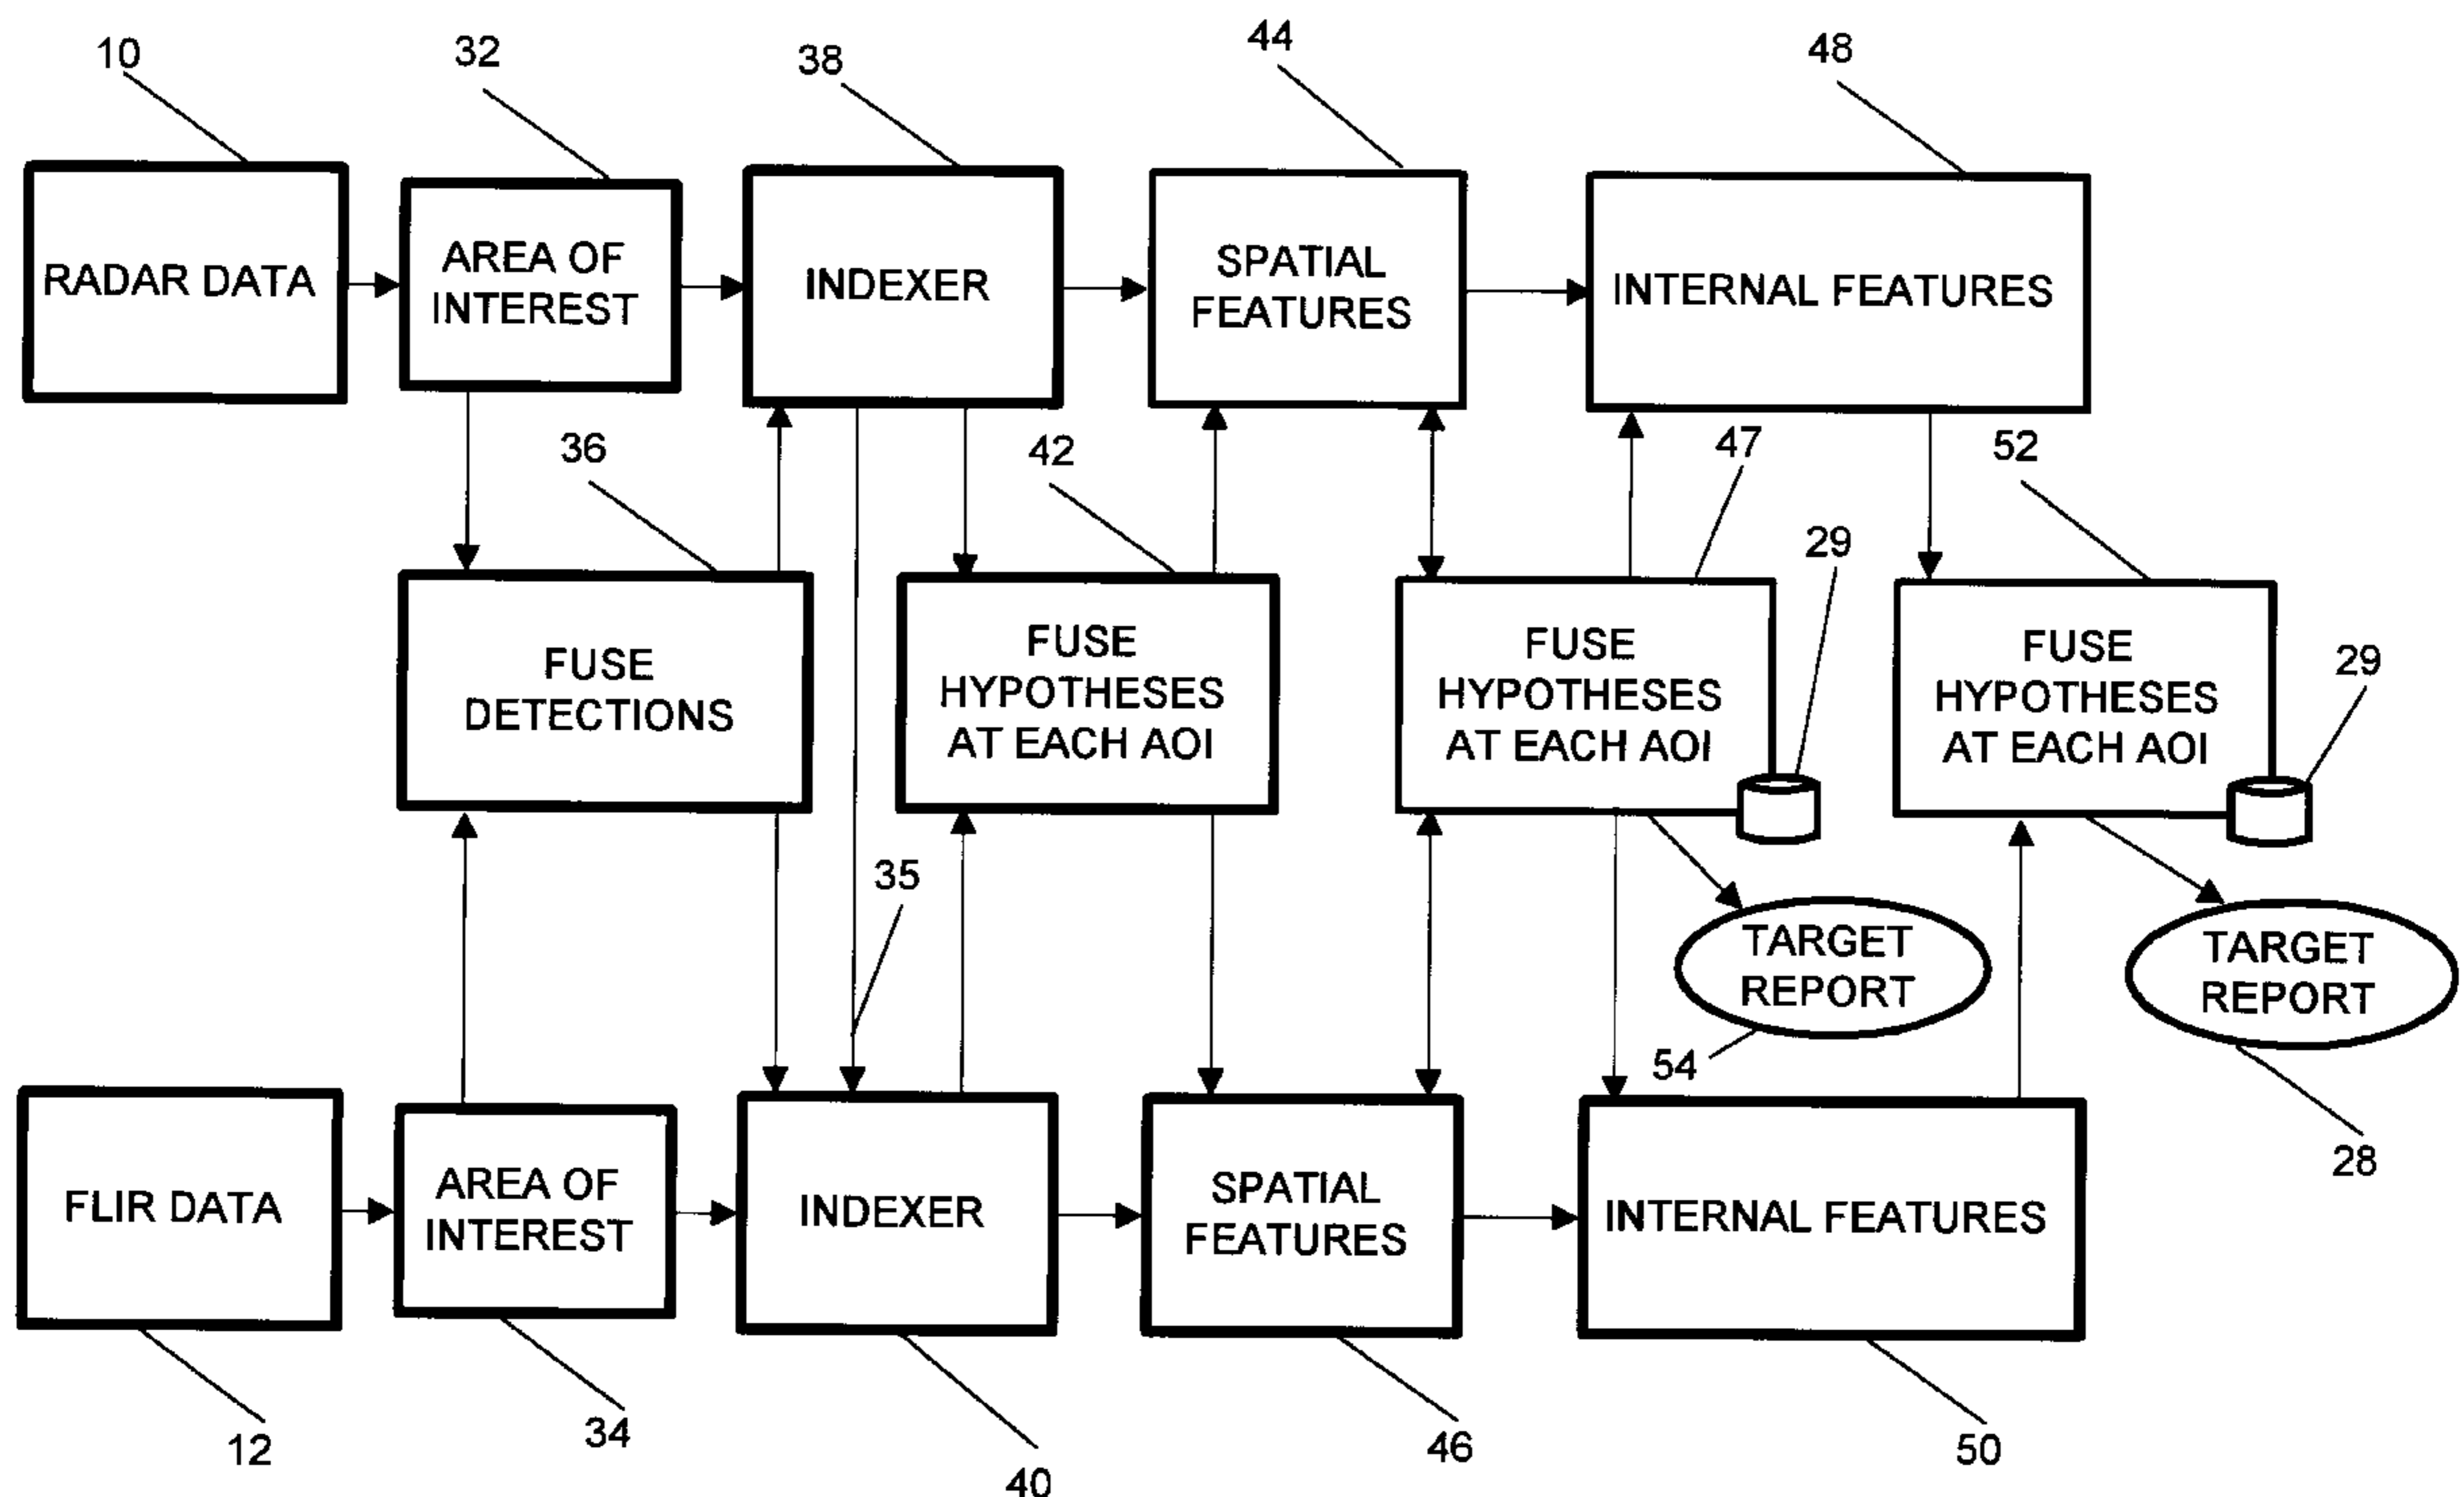 10
32
38
44
48
RADAR DATA
AREA OF
INTEREST
INDEXER
SPATIAL
FEATURES
INTERNAL FEATURES
36
42
47
52
29
FUSE
DETECTIONS
FUSE
HYPOTHESES
AT EACH AOI
FUSE
HYPOTHESES
AT EACH AOI
FUSE
HYPOTHESES
AT EACH AOI
29
35
TARGET
REPORT
TARGET
REPORT
54
28
FLIR DATA
AREA OF
INTEREST
INDEXER
SPATIAL
FEATURES
INTERNAL FEATURES
12
34
40
46
50